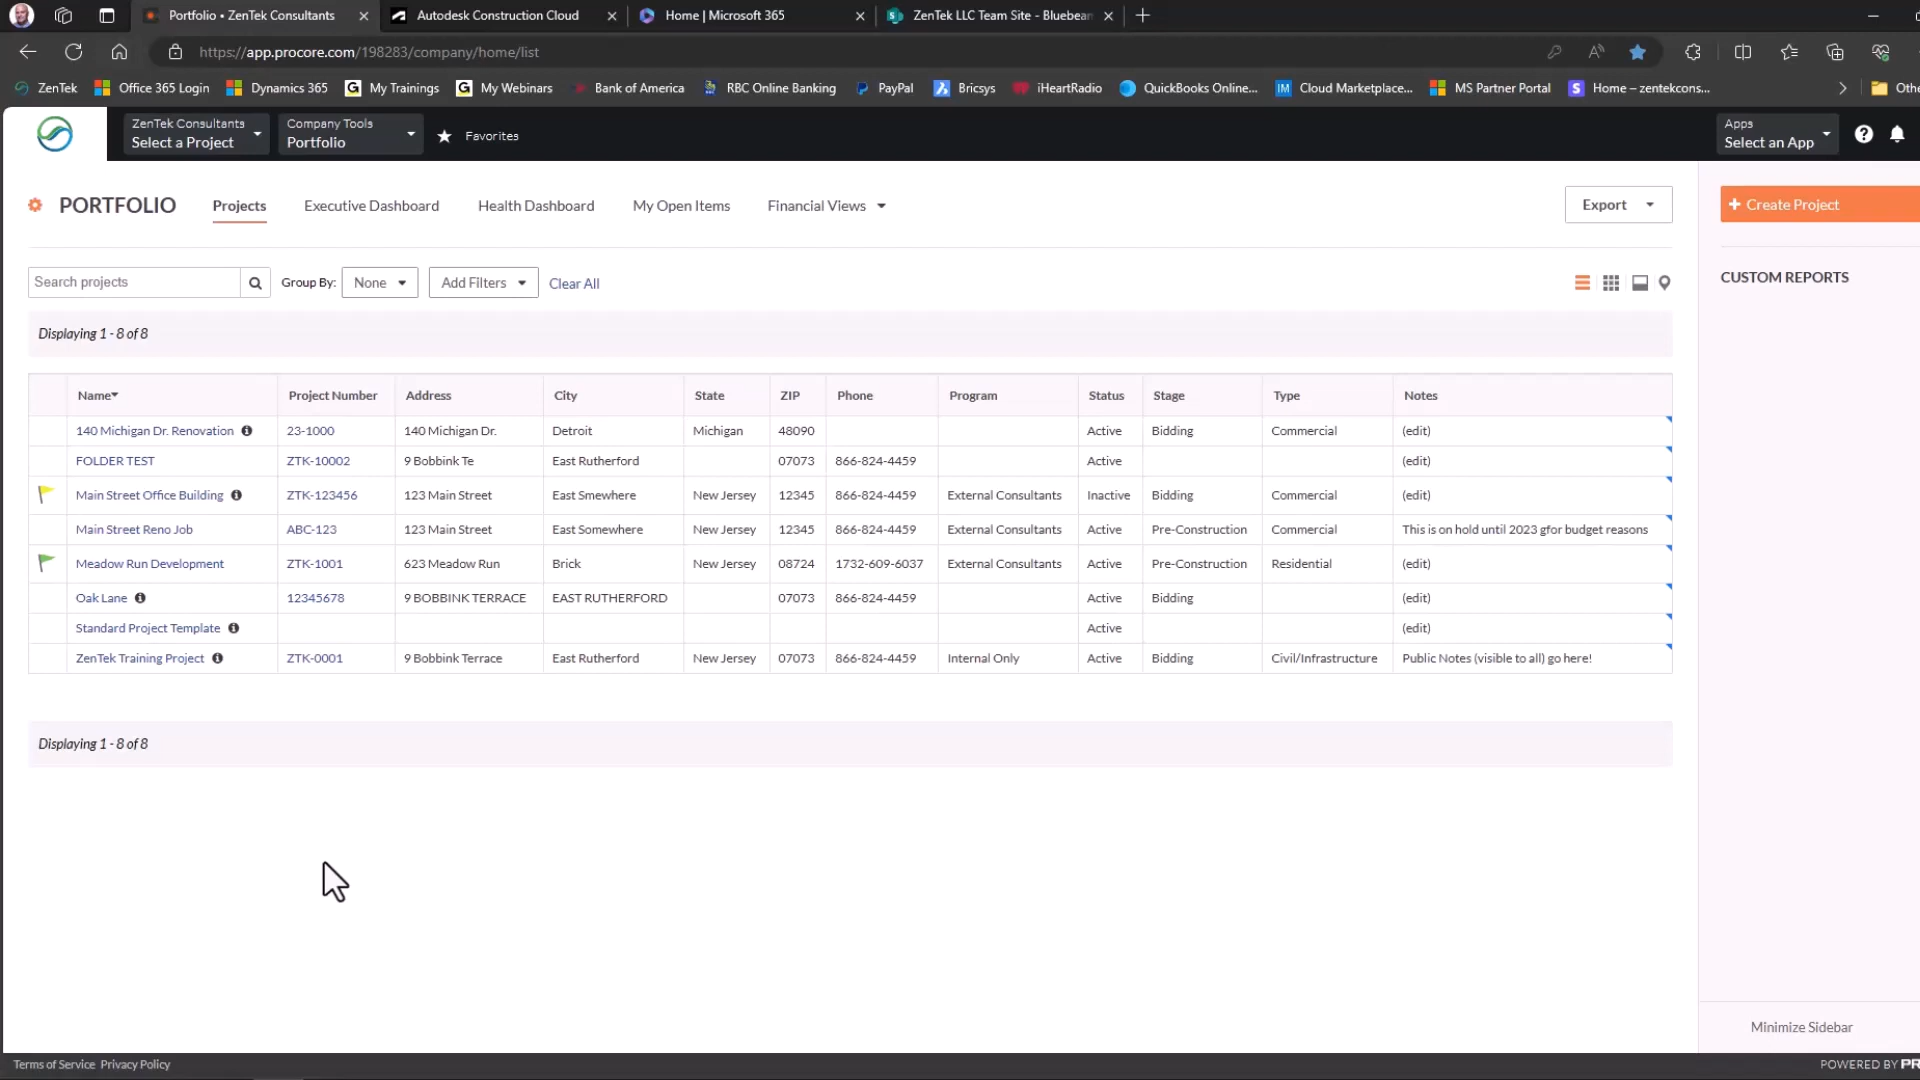 Portfolio • ZenTek Consultants
Autodesk Construction Cloud
Home | Microsoft 365
ZenTek LLC Team Site - Bluebeam
https://app.procore.com/198283/company/home/list
ZenTek Office 365 Login Dynamics 365 My Trainings My Webinars Bank of America RBC Online Banking PayPal Bricsys iHeartRadio QuickBooks Online... Cloud Marketplace... MS Partner Portal Home – zentekcons...
ZenTek Consultants
Select a Project
Company Tools
Portfolio
Favorites
Apps
Select an App
PORTFOLIO Projects Executive Dashboard Health Dashboard My Open Items Financial Views Export
+ Create Project
Search projects Group By: None Add Filters Clear All
CUSTOM REPORTS
Displaying 1 - 8 of 8
Name Project Number Address City State ZIP Phone Program Status Stage Type Notes
140 Michigan Dr. Renovation 23-1000 140 Michigan Dr. Detroit Michigan 48090 Active Bidding Commercial (edit)
FOLDER TEST ZTK-10002 9 Bobbink Te East Rutherford 07073 866-824-4459 Active (edit)
Main Street Office Building ZTK-123456 123 Main Street East Smewhere New Jersey 12345 866-824-4459 External Consultants Inactive Bidding Commercial (edit)
Main Street Reno Job ABC-123 123 Main Street East Somewhere New Jersey 12345 866-824-4459 External Consultants Active Pre-Construction Commercial This is on hold until 2023 gfor budget reasons
Meadow Run Development ZTK-1001 623 Meadow Run Brick New Jersey 08724 1732-609-6037 External Consultants Active Pre-Construction Residential (edit)
Oak Lane 12345678 9 BOBBINK TERRACE EAST RUTHERFORD 07073 866-824-4459 Active Bidding (edit)
Standard Project Template Active (edit)
ZenTek Training Project ZTK-0001 9 Bobbink Terrace East Rutherford New Jersey 07073 866-824-4459 Internal Only Active Bidding Civil/Infrastructure Public Notes (visible to all) go here!
Displaying 1 - 8 of 8
Minimize Sidebar
Terms of Service Privacy Policy
POWERED BY